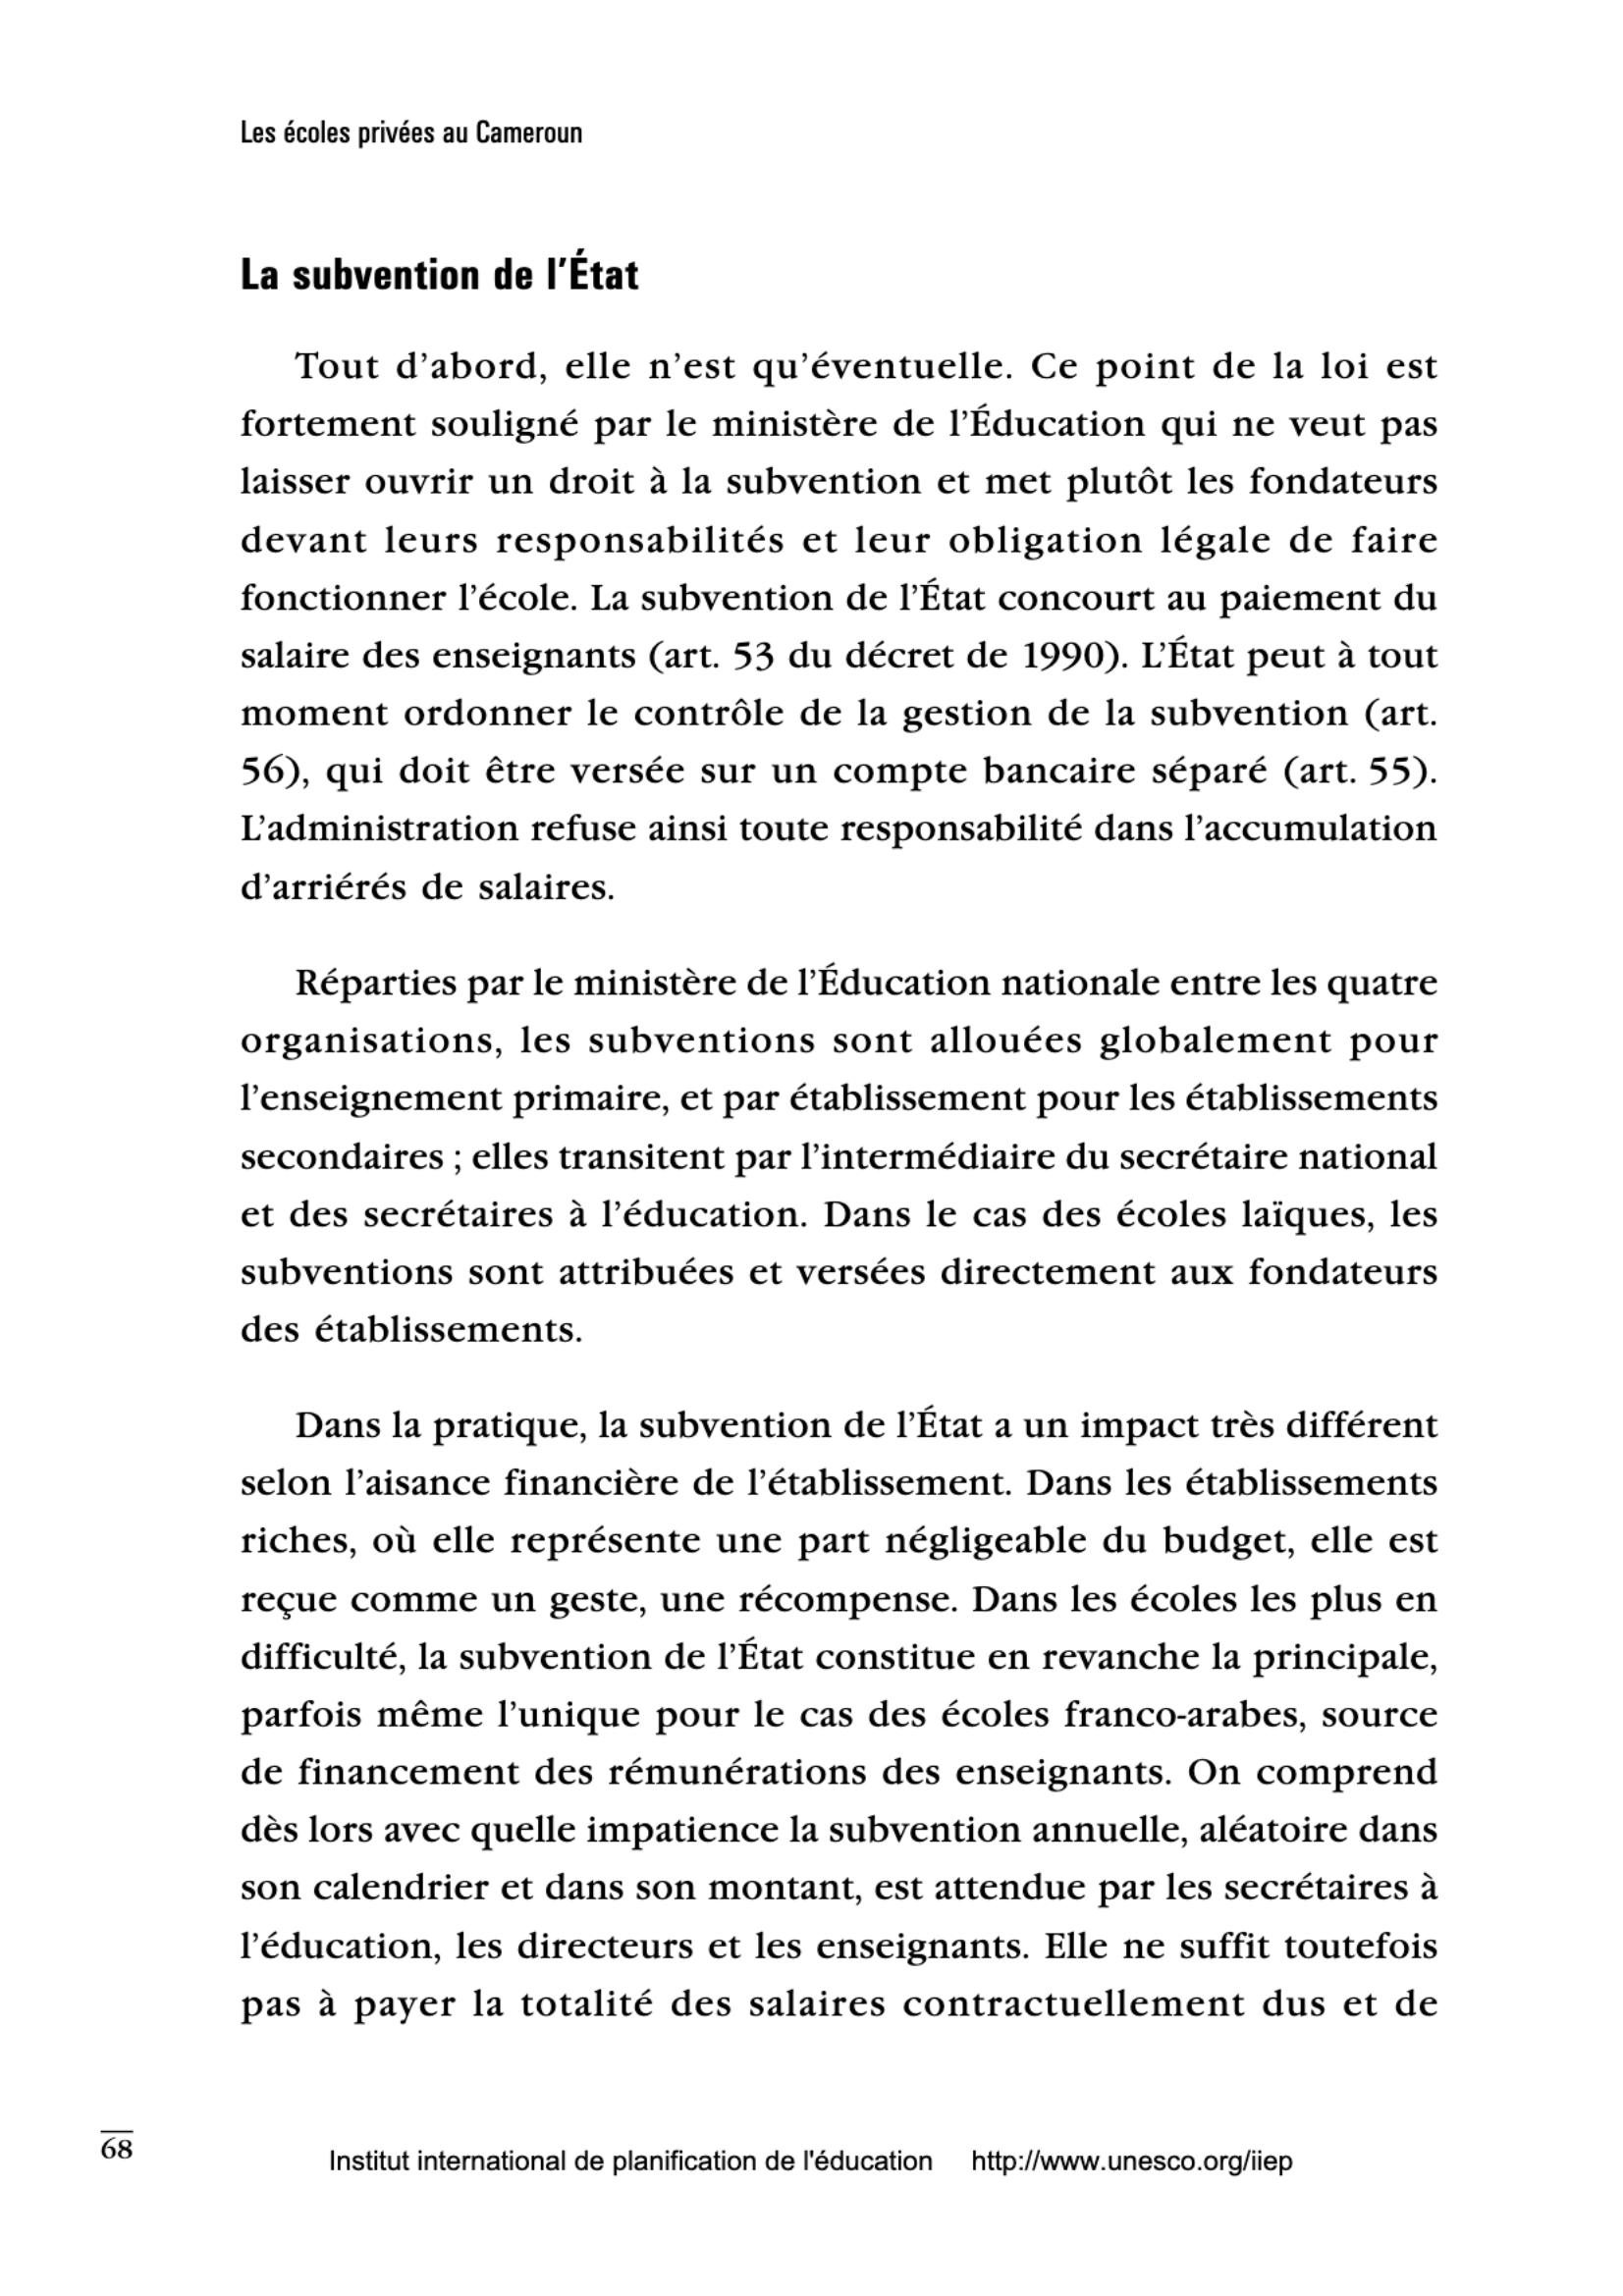 Les écoles privées au Cameroun
La subvention de l'État
Tout d'abord, elle n'est qu'éventuelle. Ce point de la loi est
fortement souligné par le ministère de l'Éducation qui ne veut pas
laisser ouvrir un droit à la subvention et met plutôt les fondateurs
devant leurs responsabilités et leur obligation légale de faire
fonctionner l'école. La subvention de l'État concourt au paiement du
salaire des enseignants (art. 53 du décret de 1990). L'État peut à tout
moment ordonner le contrôle de la gestion de la subvention (art.
56), qui doit être versée sur un compte bancaire séparé (art. 55).
L'administration refuse ainsi toute responsabilité dans l'accumulation
d'arriérés de salaires.
Réparties par le ministère de l'Éducation nationale entre les quatre
organisations, les subventions sont allouées globalement pour
l'enseignement primaire, et par établissement pour les établissements
secondaires ; elles transitent par l'intermédiaire du secrétaire national
et des secrétaires à l'éducation. Dans le cas des écoles laïques, les
subventions sont attribuées et versées directement aux fondateurs
des établissements.
Dans la pratique, la subvention de l'État a un impact très différent
selon l'aisance financière de l'établissement. Dans les établissements
riches, où elle représente une part négligeable du budget, elle est
reçue comme un geste, une récompense. Dans les écoles les plus en
difficulté, la subvention de l'État constitue en revanche la principale,
parfois même l'unique pour le cas des écoles franco-arabes, source
de financement des rémunérations des enseignants. On comprend
dès lors avec quelle impatience la subvention annuelle, aléatoire dans
son calendrier et dans son montant, est attendue par les secrétaires à
l'éducation, les directeurs et les enseignants. Elle ne suffit toutefois
pas à payer la totalité des salaires contractuellement dus et de
68
Institut international de planification de l'éducation http://www.unesco.org/iiep